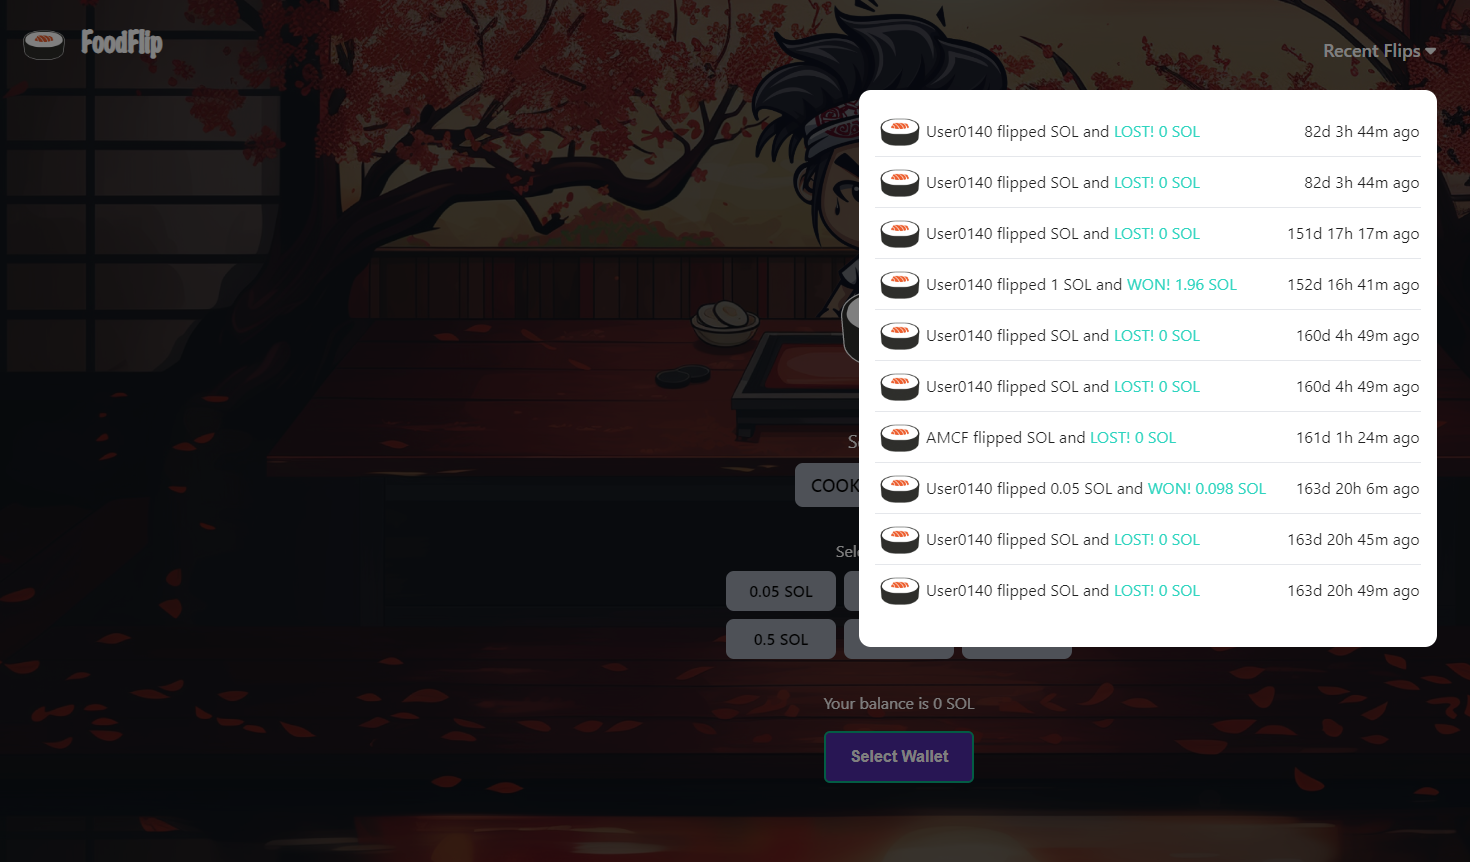 FoodFlip
Recent Flips
User0140 flipped SOL and LOST! 0 SOL 82d 3h 44m ago
User0140 flipped SOL and LOST! 0 SOL 82d 3h 44m ago
User0140 flipped SOL and LOST! 0 SOL 151d 17h 17m ago
User0140 flipped 1 SOL and WON! 1.96 SOL 152d 16h 41m ago
User0140 flipped SOL and LOST! 0 SOL 160d 4h 49m ago
User0140 flipped SOL and LOST! 0 SOL 160d 4h 49m ago
AMCF flipped SOL and LOST! 0 SOL 161d 1h 24m ago
User0140 flipped 0.05 SOL and WON! 0.098 SOL 163d 20h 6m ago
User0140 flipped SOL and LOST! 0 SOL 163d 20h 45m ago
User0140 flipped SOL and LOST! 0 SOL 163d 20h 49m ago
COOK
0.05 SOL
0.5 SOL
Your balance is 0 SOL
Select Wallet